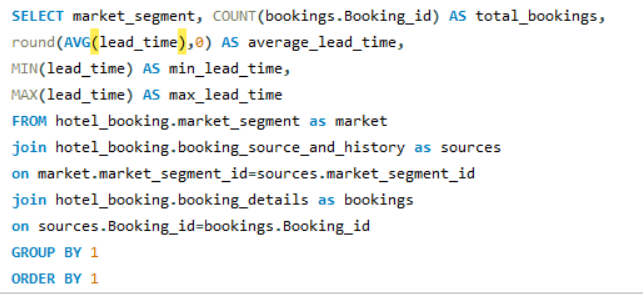 SELECT market_segment, COUNT(bookings.Booking_id) AS total_bookings,
round(AVG(lead_time),0) AS average_lead_time,
MIN(lead_time) AS min_lead_time,
MAX(lead_time) AS max_lead_time
FROM hotel_booking.market_segment as market
join hotel_booking.booking_source_and_history as sources
on market.market_segment_id=sources.market_segment_id
join hotel_booking.booking_details as bookings
on sources.Booking_id=bookings.Booking_id
GROUP BY 1
ORDER BY 1